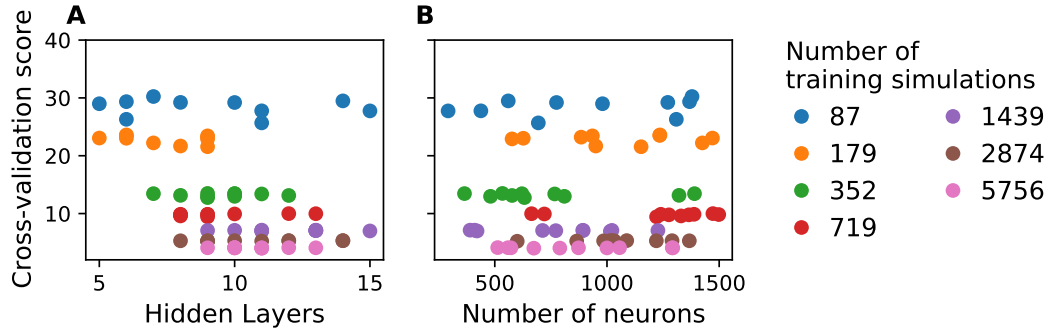 A
B
Cross-validation score
40
30
20
10
5
10
15
Hidden Layers
500
1000
1500
Number of neurons
Number of
training simulations
87
179
352
719
1439
2874
5756